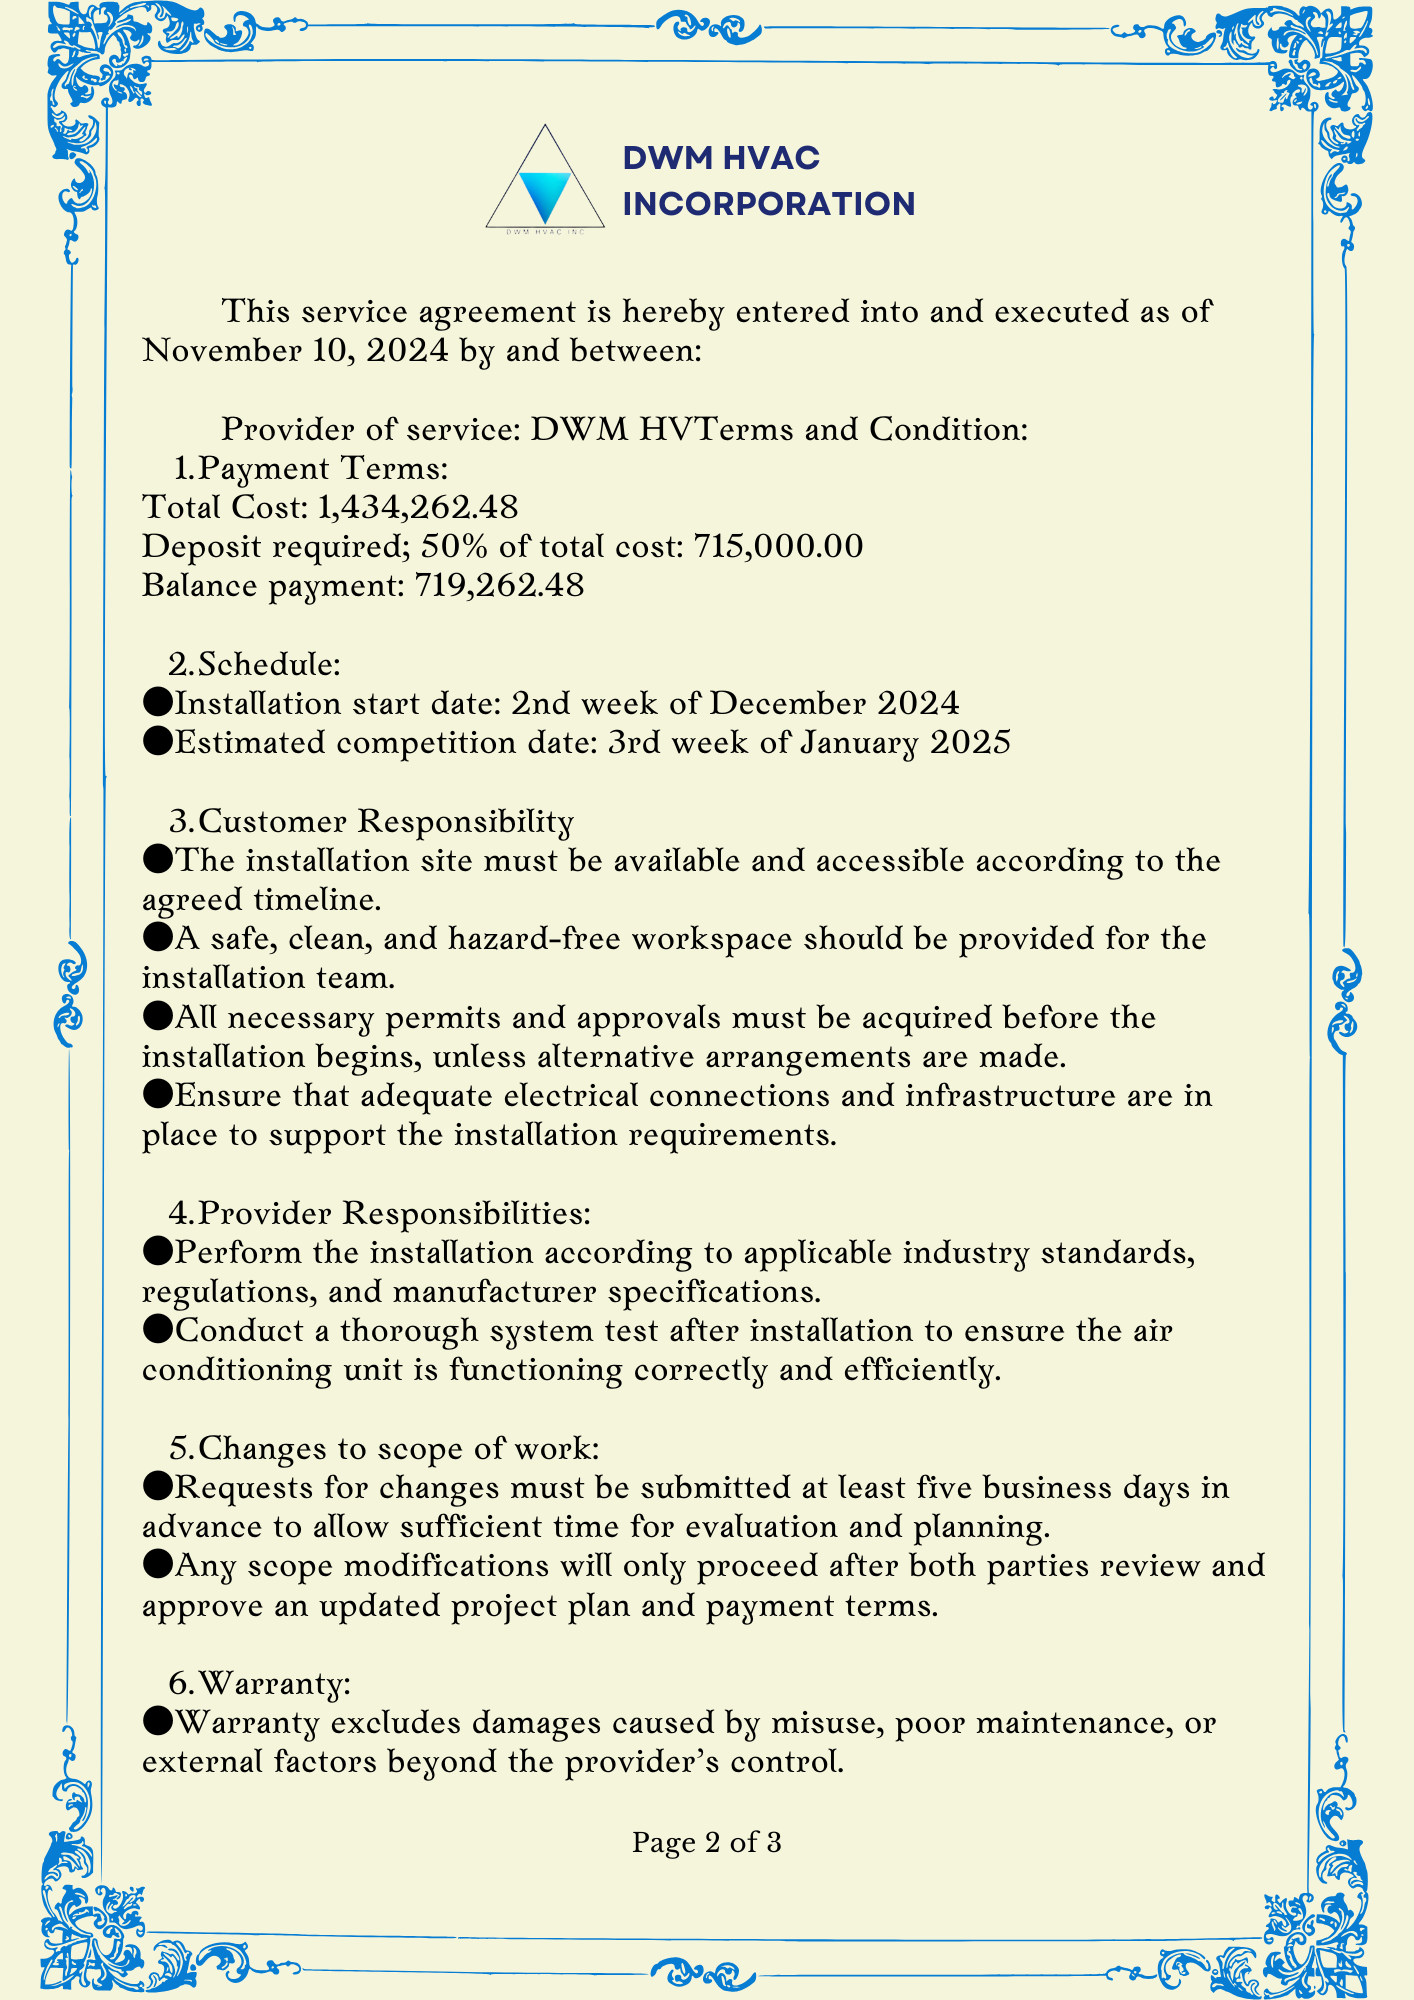 DWM HVAC
INCORPORATION
DWM HVAC INC
This service agreement is hereby entered into and executed as of
November 10, 2024 by and between:
Provider of service: DWM HVTerms and Condition:
1.Payment Terms:
Total Cost: 1,434,262.48
Deposit required; 50% of total cost: 715,000.00
Balance payment: 719,262.48
2.Schedule:
●Installation start date: 2nd week of December 2024
●Estimated competition date: 3rd week of January 2025
3.Customer Responsibility
●The installation site must be available and accessible according to the
agreed timeline.
●A safe, clean, and hazard-free workspace should be provided for the
installation team.
●All necessary permits and approvals must be acquired before the
installation begins, unless alternative arrangements are made.
●Ensure that adequate electrical connections and infrastructure are in
place to support the installation requirements.
4.Provider Responsibilities:
●Perform the installation according to applicable industry standards,
regulations, and manufacturer specifications.
●Conduct a thorough system test after installation to ensure the air
conditioning unit is functioning correctly and efficiently.
5.Changes to scope of work:
●Requests for changes must be submitted at least five business days in
advance to allow sufficient time for evaluation and planning.
●Any scope modifications will only proceed after both parties review and
approve an updated project plan and payment terms.
6.Warranty:
●Warranty excludes damages caused by misuse, poor maintenance, or
external factors beyond the provider's control.
Page 2 of 3